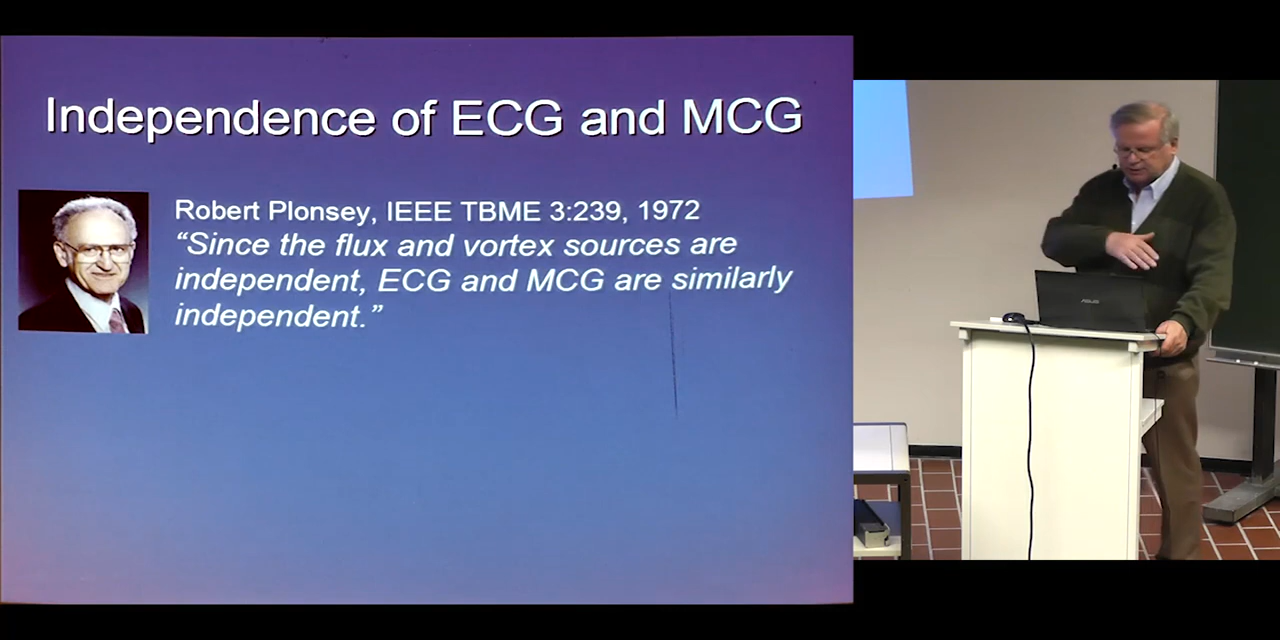 Independence of ECG and MCG
Robert Plonsey, IEEE TBME 3:239, 1972
“Since the flux and vortex sources are
independent, ECG and MCG are similarly
independent.”
ASUS